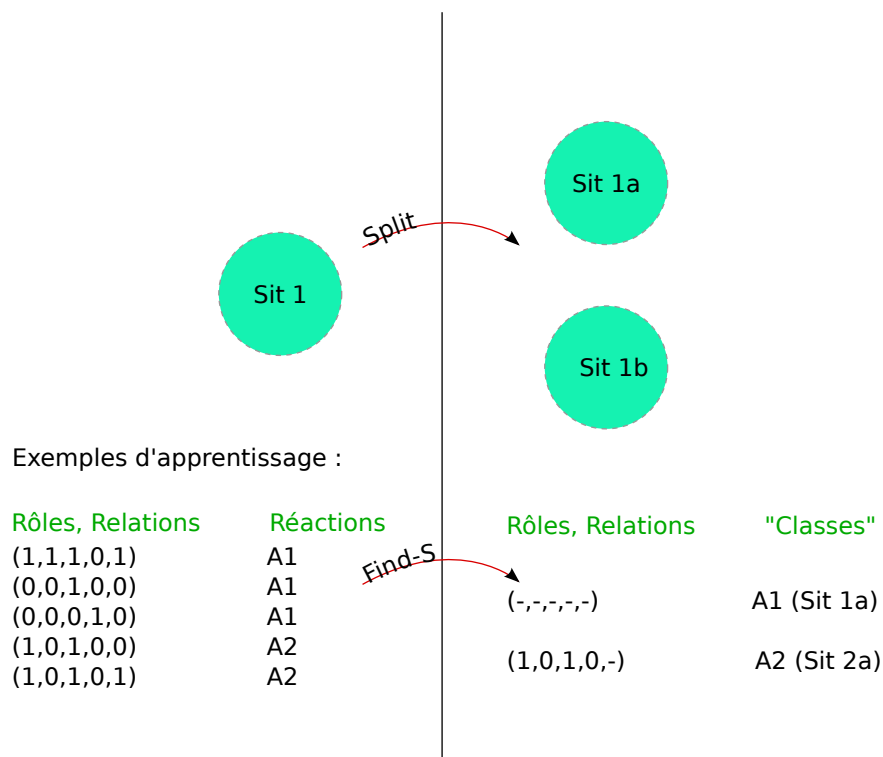 Sit 1a
Split
Sit 1
Sit 1b
Exemples d'apprentissage :
Rôles, Relations Réactions
(1,1,1,0,1) A1
(0,0,1,0,0) A1
(0,0,0,1,0) A1
(1,0,1,0,0) A2
(1,0,1,0,1) A2
Find-S
Rôles, Relations "Classes"
(-,-,-,-,-) A1 (Sit 1a)
(1,0,1,0,-) A2 (Sit 2a)